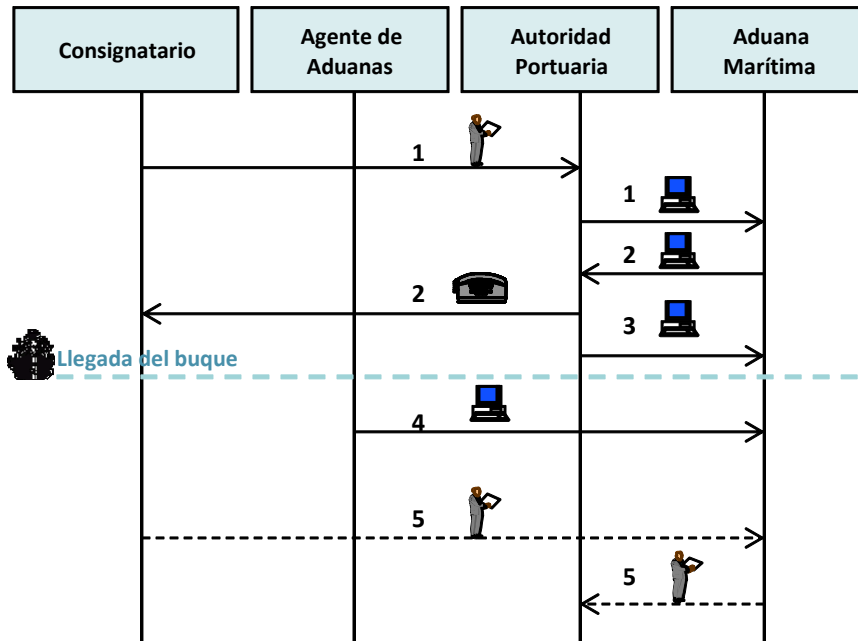 Consignatario
Agente de
Aduanas
Autoridad
Portuaria
Aduana
Marítima
1
1
2
2
3
Llegada del buque
4
5
5